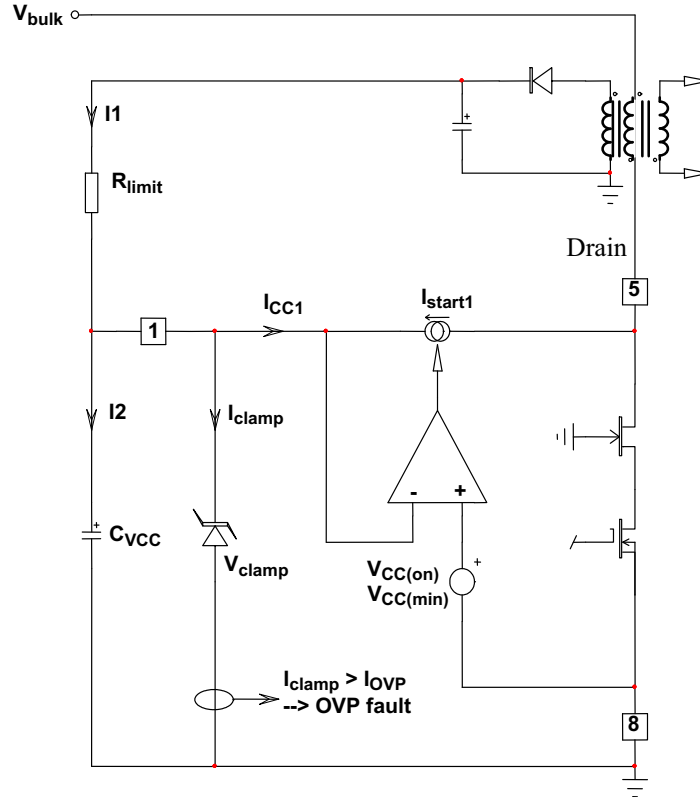 Vbulk
I1
Rlimit
Drain
5
ICC1
Istart1
1
I2
Iclamp
- +
CVCC
Vclamp
VCC(on)
VCC(min)
Iclamp > IOVP
--> OVP fault
8